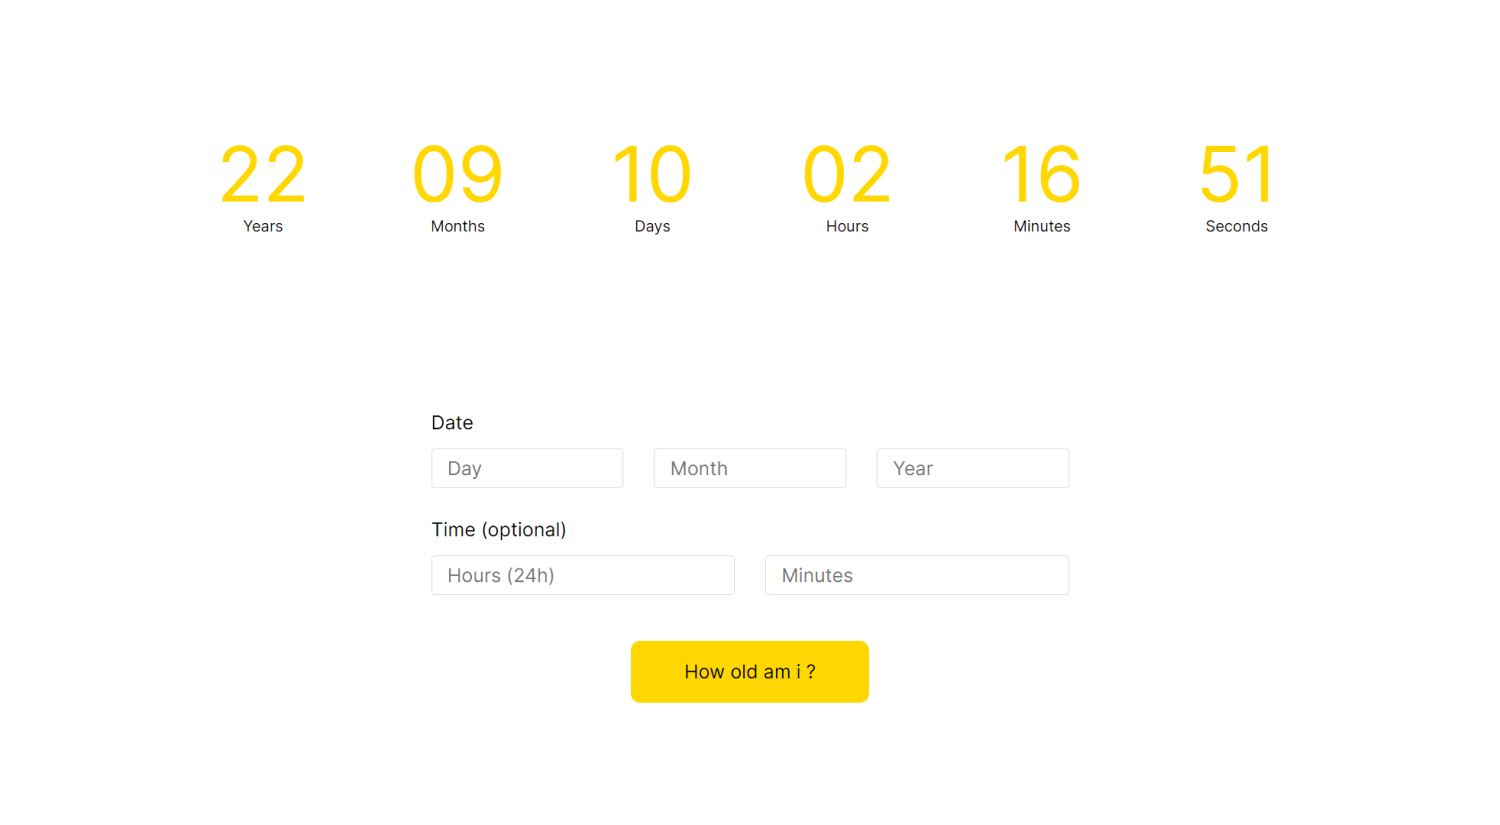 22 09 10 02 16 51
Years Months Days Hours Minutes Seconds
Date
Day Month Year
Time (optional)
Hours (24h) Minutes
How old am i ?